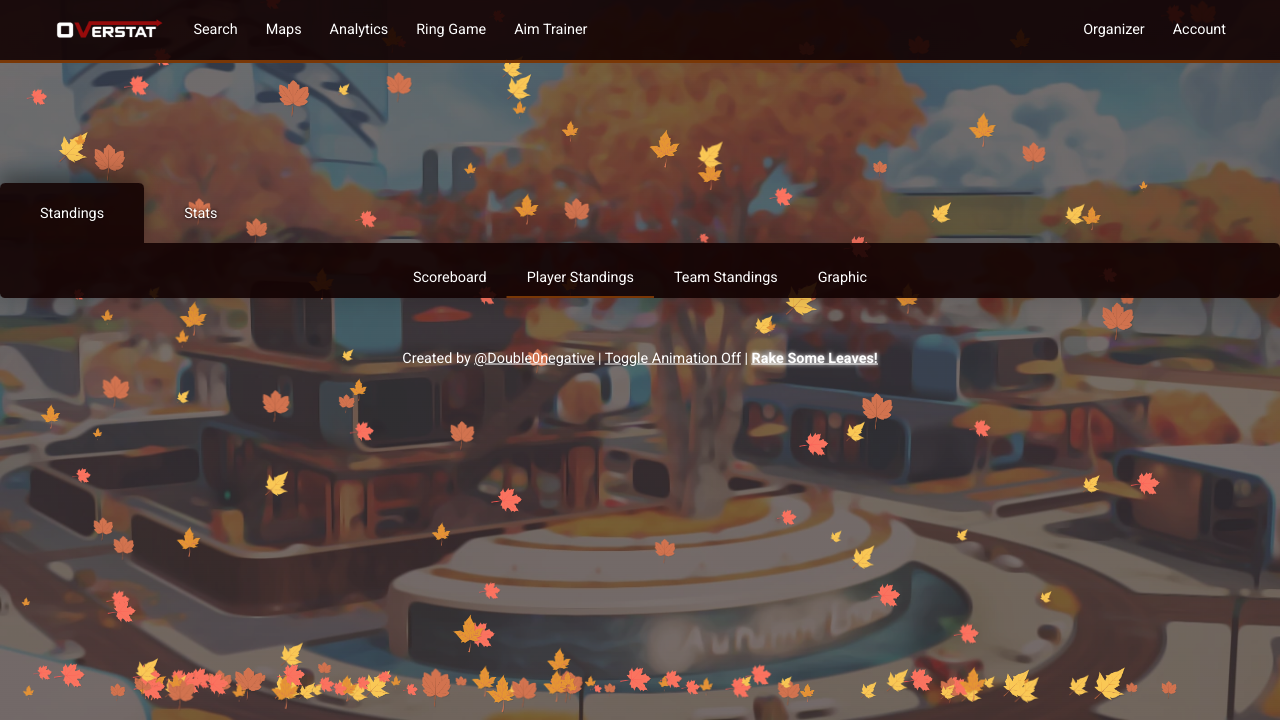 OVERSTAT Search Maps Analytics Ring Game Aim Trainer Organizer Account
Standings Stats
Scoreboard Player Standings Team Standings Graphic
Created by @Double0negative | Toggle Animation Off | Rake Some Leaves!